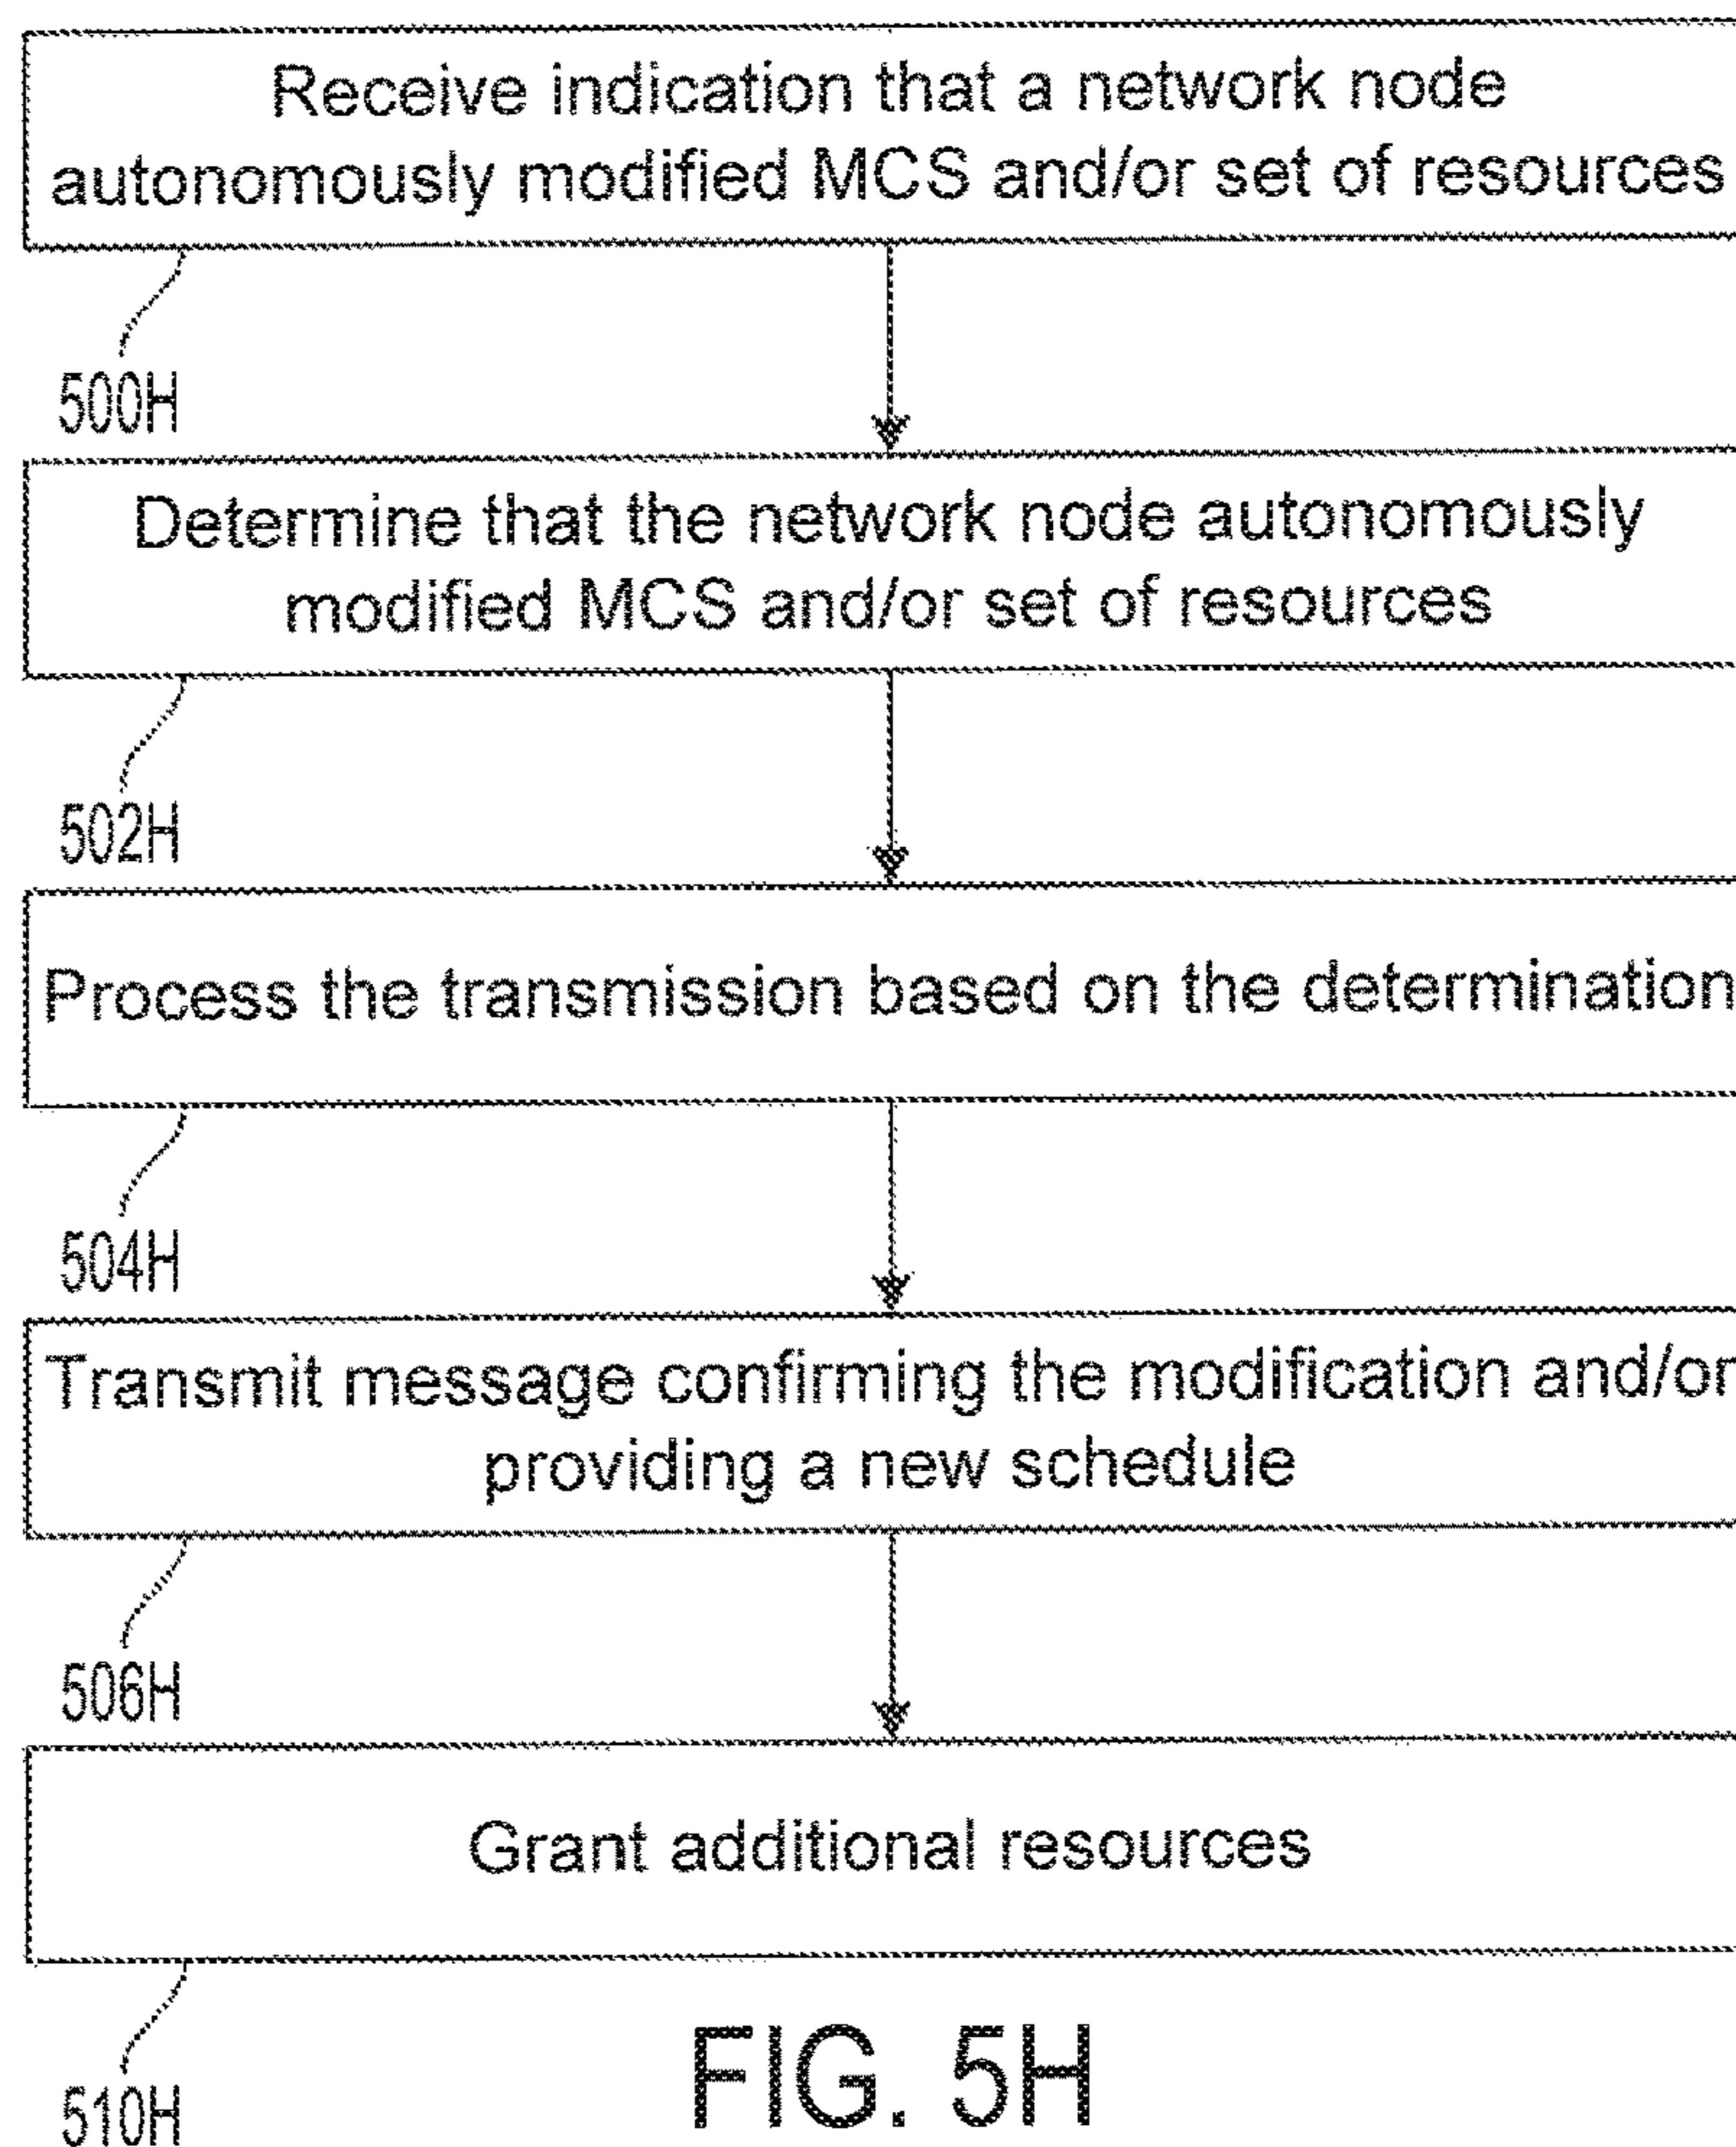 Receive indication that a network node
autonomously modified MCS and/or set of resources
500H
Determine that the network node autonomously
modified MCS and/or set of resources
502H
Process the transmission based on the determination
504H
Transmit message confirming the modification and/or
providing a new schedule
506H
Grant additional resources
510H
FIG. 5H